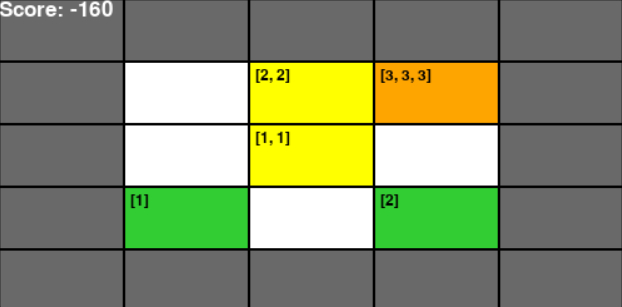 Score: -160
[2, 2] [3, 3, 3]
[1, 1]
[1] [2]